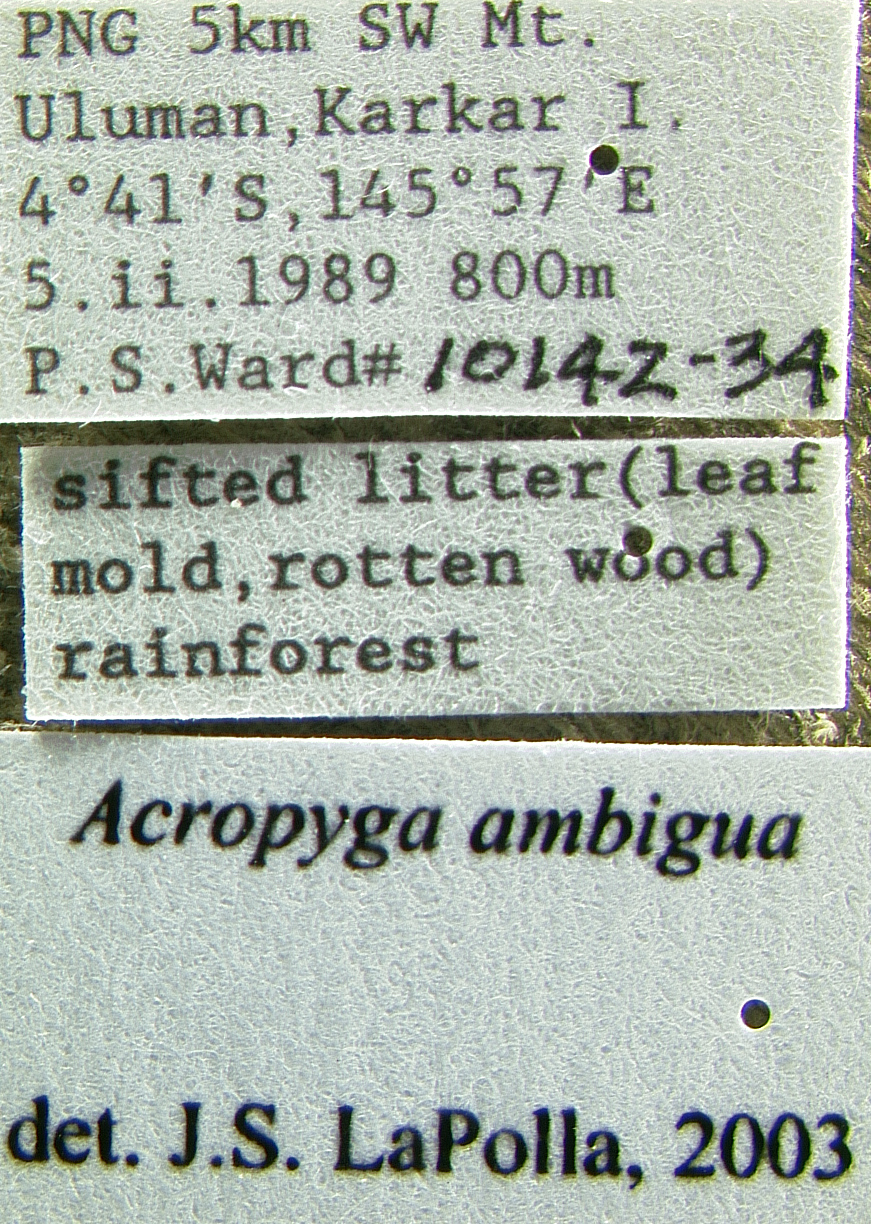 PNG 5km SW Mt.
Uluman,Karkar I.
4°41'S,145°57'E
5.ii.1989 800m
P.S.Ward# 10142-34
sifted litter(leaf
mold,rotten wood)
rainforest
Acropyga ambigua
det. J.S. LaPolla, 2003